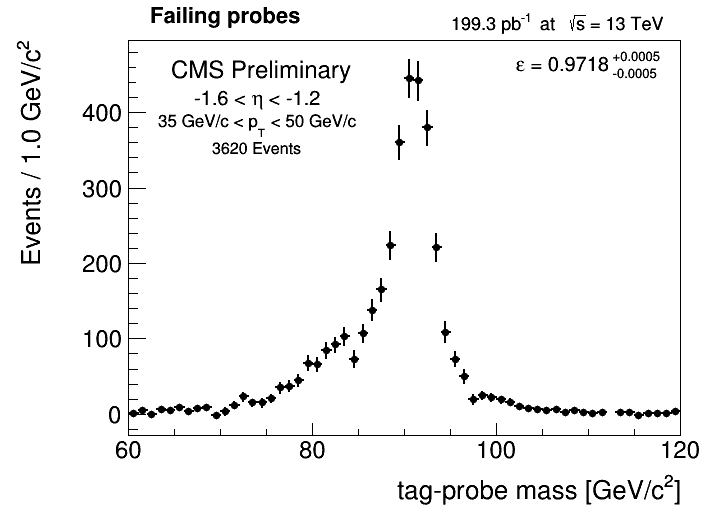 Failing probes
199.3 pb⁻¹ at √s = 13 TeV
CMS Preliminary
-1.6 < η < -1.2
35 GeV/c < p_T < 50 GeV/c
3620 Events
ε = 0.9718 +0.0005 -0.0005
Events / 1.0 GeV/c²
400
300
200
100
0
60 80 100 120
tag-probe mass [GeV/c²]